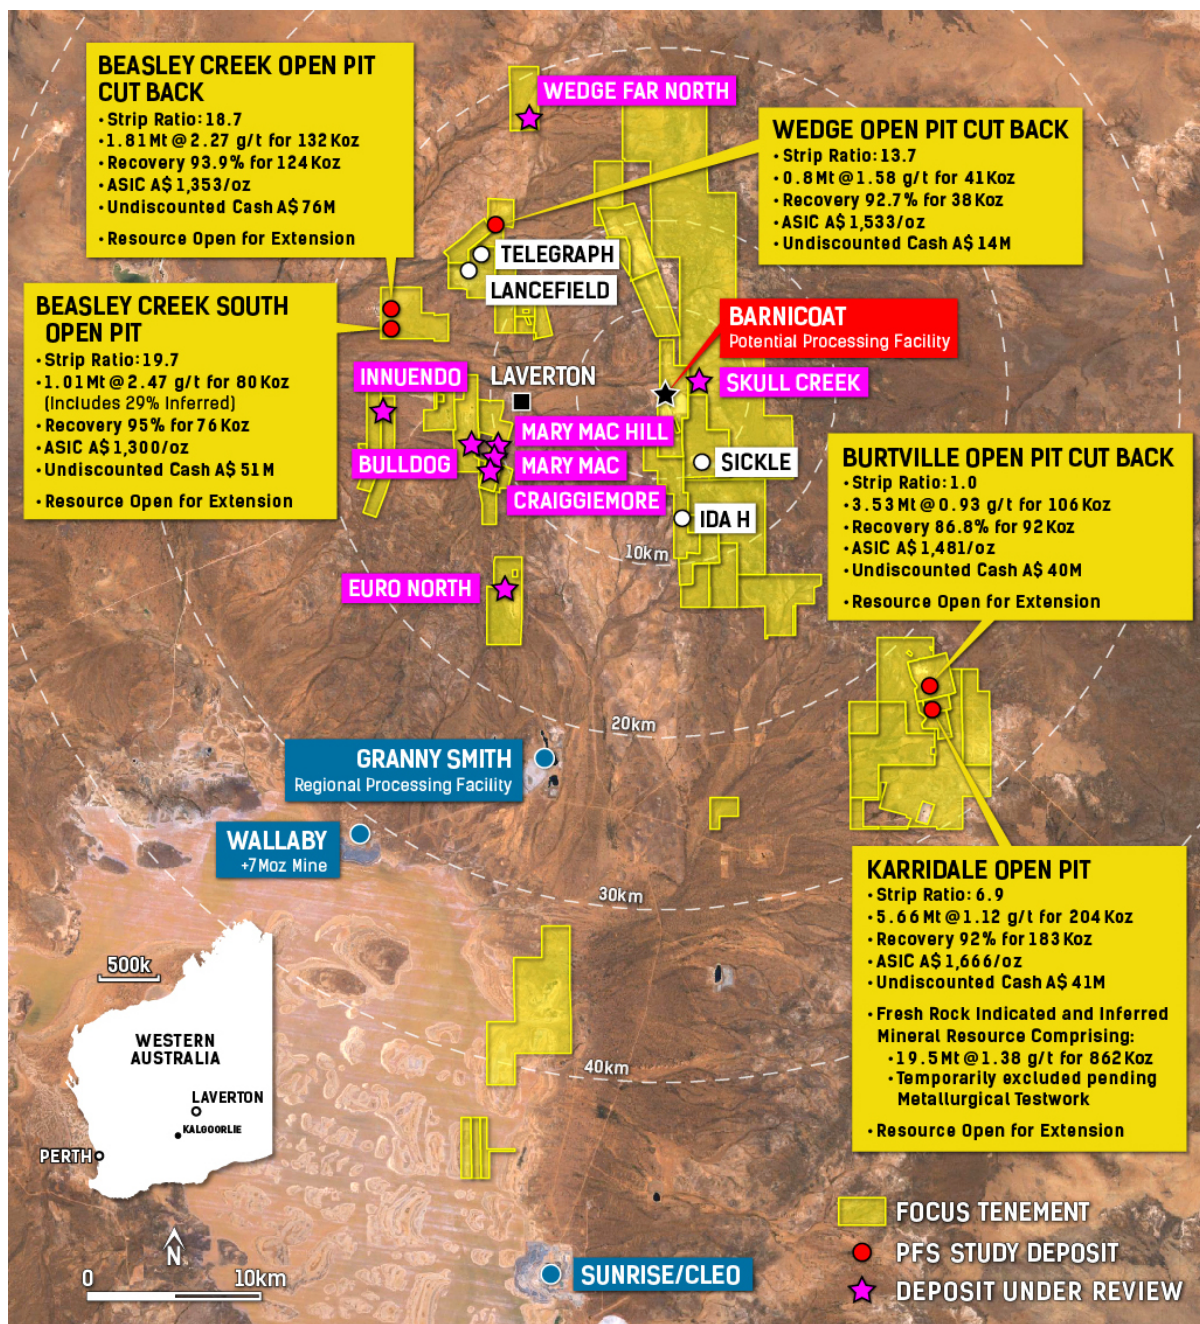 BEASLEY CREEK OPEN PIT
CUT BACK
• Strip Ratio: 18.7
• 1.81Mt @ 2.27 g/t for 132 Koz
• Recovery 93.9% for 124 Koz
• ASIC A$ 1,353/oz
• Undiscounted Cash A$ 76M
• Resource Open for Extension
WEDGE FAR NORTH
WEDGE OPEN PIT CUT BACK
• Strip Ratio: 13.7
• 0.8Mt @ 1.58 g/t for 41Koz
• Recovery 92.7% for 38 Koz
• ASIC A$ 1,533/oz
• Undiscounted Cash A$ 14M
TELEGRAPH
LANCEFIELD
BEASLEY CREEK SOUTH
OPEN PIT
• Strip Ratio: 19.7
• 1.01Mt @ 2.47 g/t for 80 Koz
(Includes 29% Inferred)
• Recovery 95% for 76 Koz
• ASIC A$ 1,300/oz
• Undiscounted Cash A$ 51M
• Resource Open for Extension
BARNICOAT
Potential Processing Facility
INNUENDO
LAVERTON
SKULL CREEK
MARY MAC HILL
BULLDOG
MARY MAC
SICKLE
CRAIGGIEMORE
IDA H
10km
BURTVILLE OPEN PIT CUT BACK
• Strip Ratio: 1.0
• 3.53 Mt @ 0.93 g/t for 106 Koz
• Recovery 86.8% for 92 Koz
• ASIC A$ 1,481/oz
• Undiscounted Cash A$ 40M
• Resource Open for Extension
EURO NORTH
20km
GRANNY SMITH
Regional Processing Facility
WALLABY
+7Moz Mine
30km
KARRIDALE OPEN PIT
• Strip Ratio: 6.9
• 5.66 Mt @ 1.12 g/t for 204 Koz
• Recovery 92% for 183 Koz
• ASIC A$ 1,666/oz
• Undiscounted Cash A$ 41M
• Fresh Rock Indicated and Inferred
Mineral Resource Comprising:
• 19.5 Mt @ 1.38 g/t for 862 Koz
• Temporarily excluded pending
Metallurgical Testwork
• Resource Open for Extension
40km
500k
WESTERN
AUSTRALIA
LAVERTON
KALGOORLIE
PERTH
N
0 10km
SUNRISE/CLEO
FOCUS TENEMENT
PFS STUDY DEPOSIT
DEPOSIT UNDER REVIEW